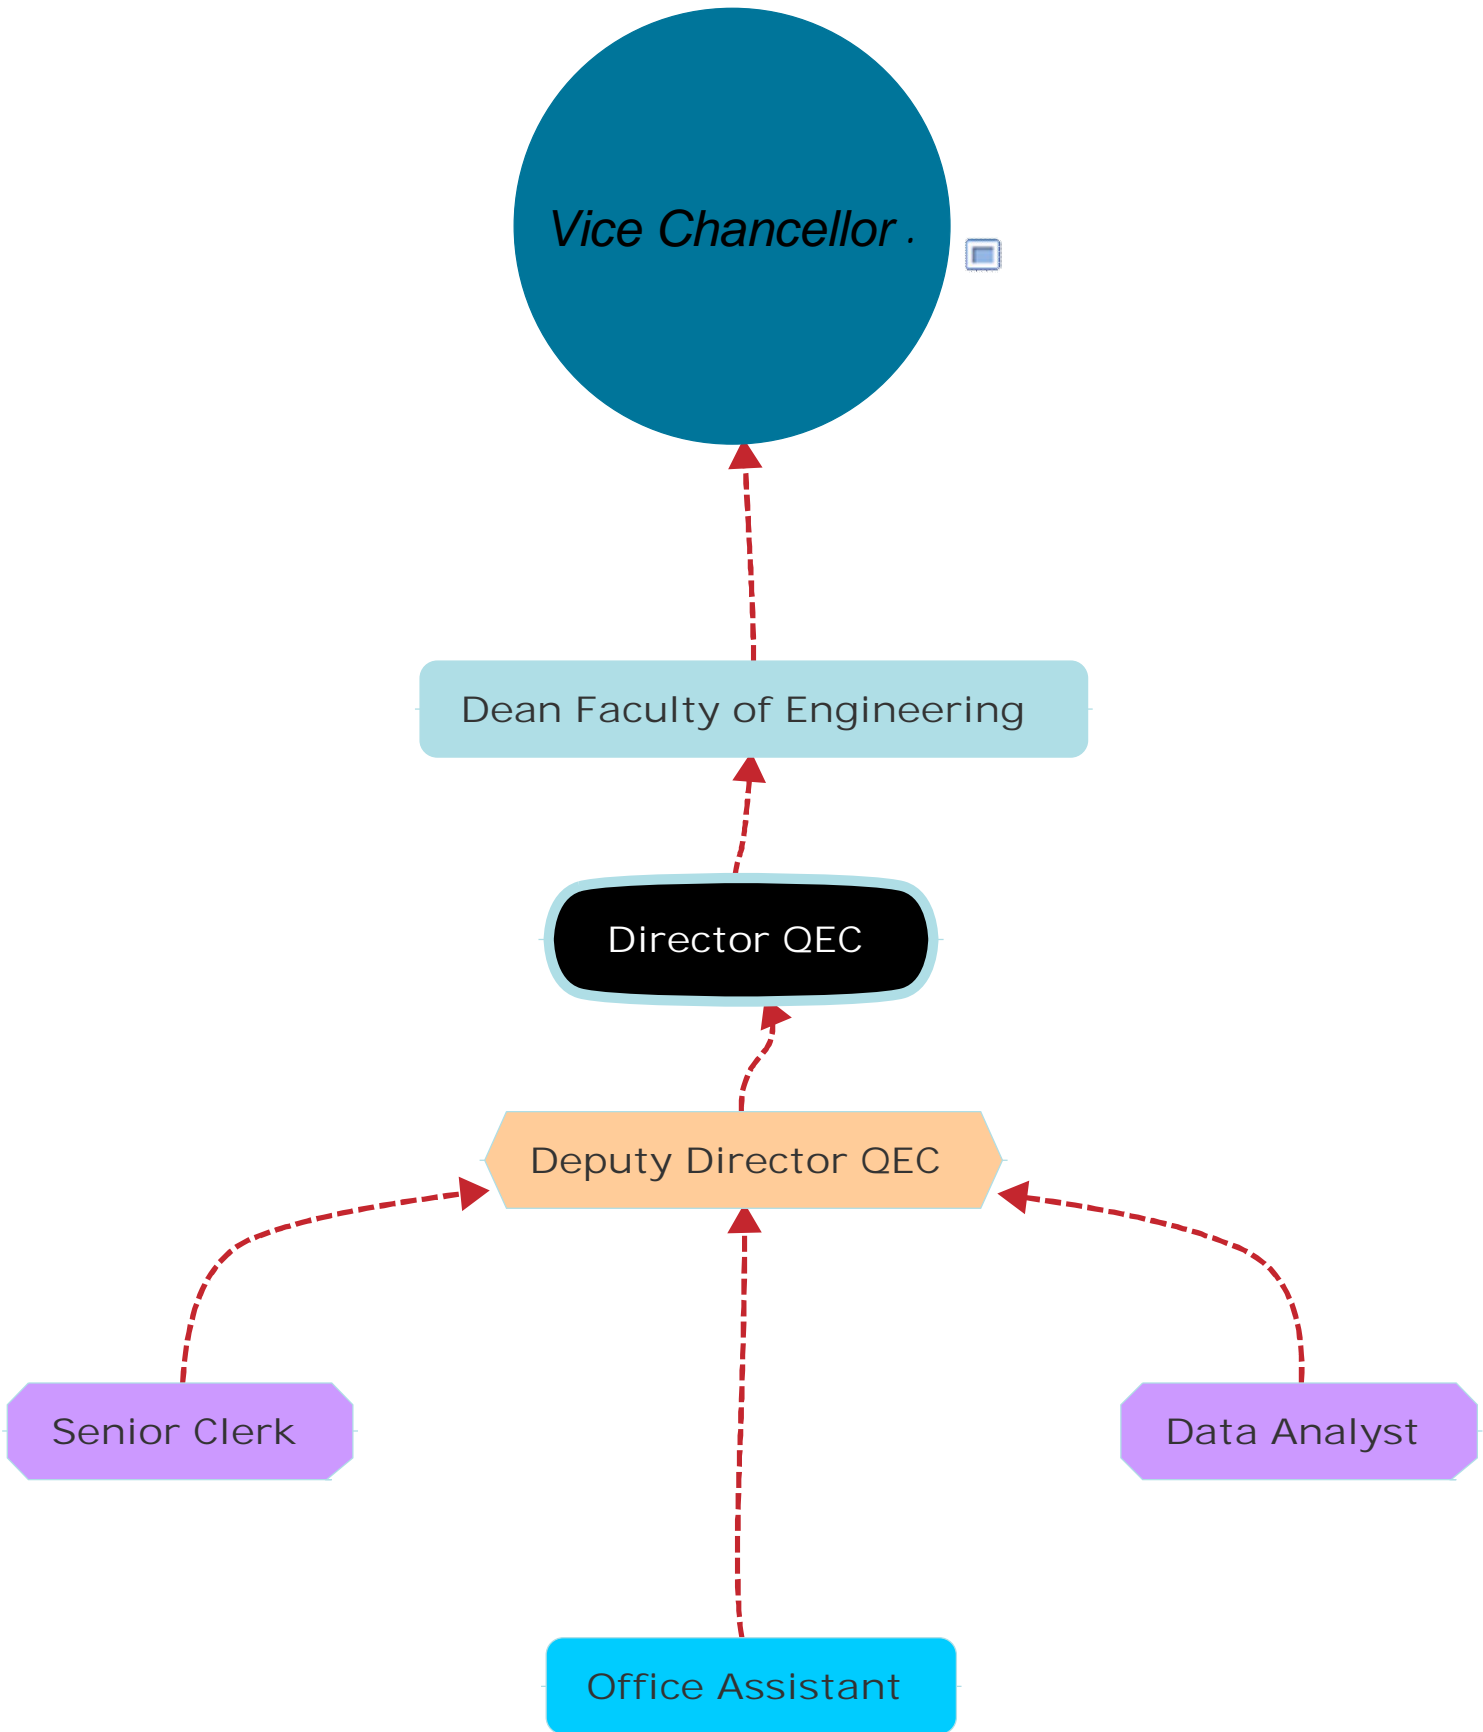 Vice Chancellor .
Dean Faculty of Engineering
Director QEC
Deputy Director QEC
Senior Clerk
Data Analyst
Office Assistant